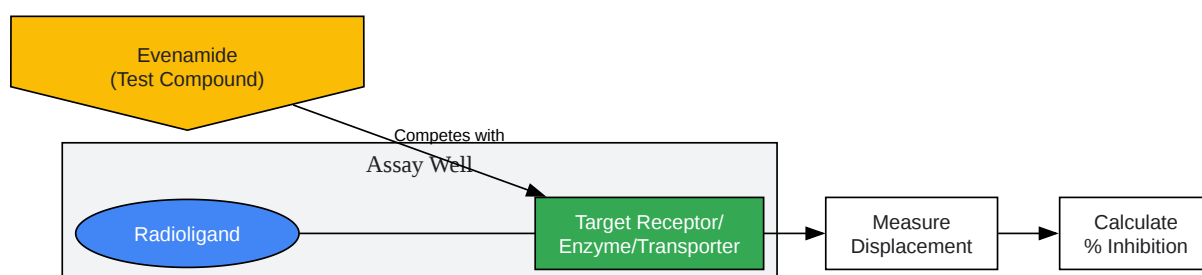 Evenamide
(Test Compound)
Competes with
Assay Well
Radioligand
Target Receptor/
Enzyme/Transporter
Measure
Displacement
Calculate
% Inhibition